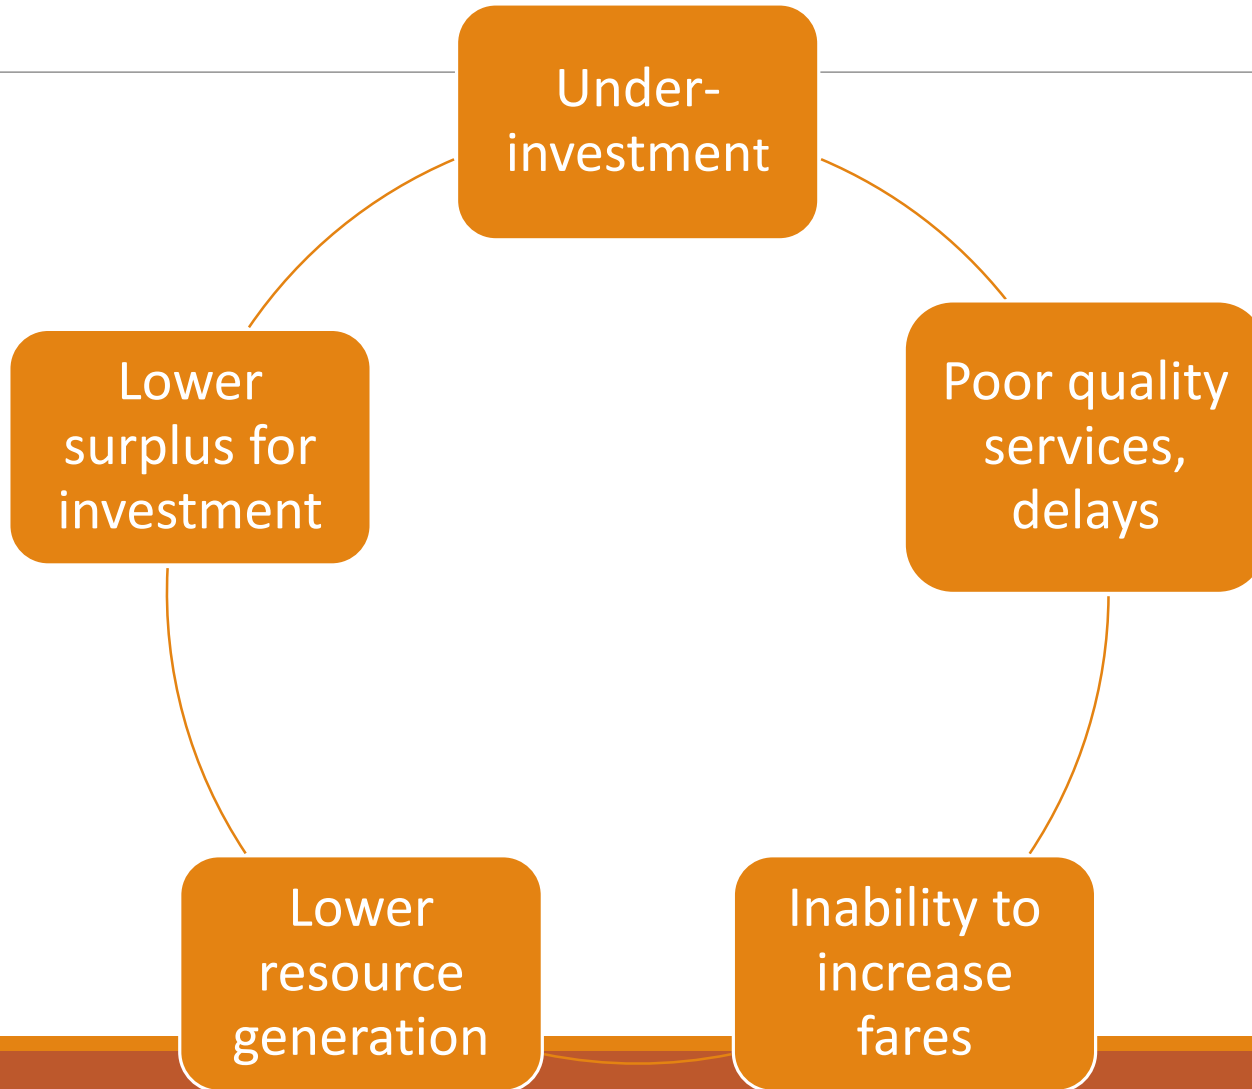 Under-
investment
Poor quality
services,
delays
Inability to
increase
fares
Lower
resource
generation
Lower
surplus for
investment